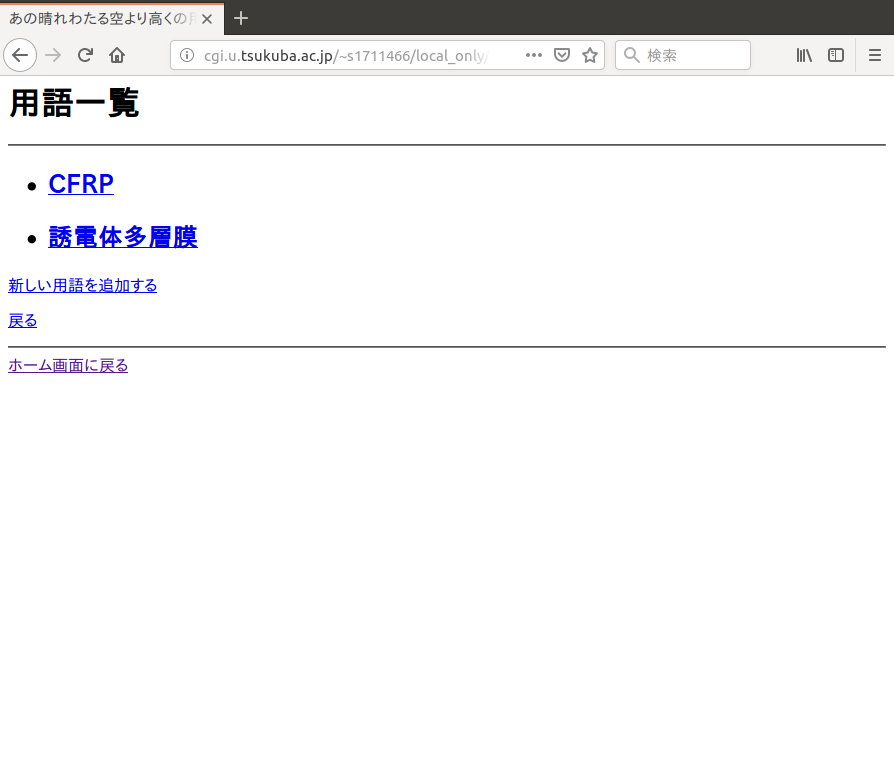 あの晴れわたる空より高くの
cgi.u.tsukuba.ac.jp/~s1711466/local_only/
検索
用語一覧
CFRP
誘電体多層膜
新しい用語を追加する
戻る
ホーム画面に戻る